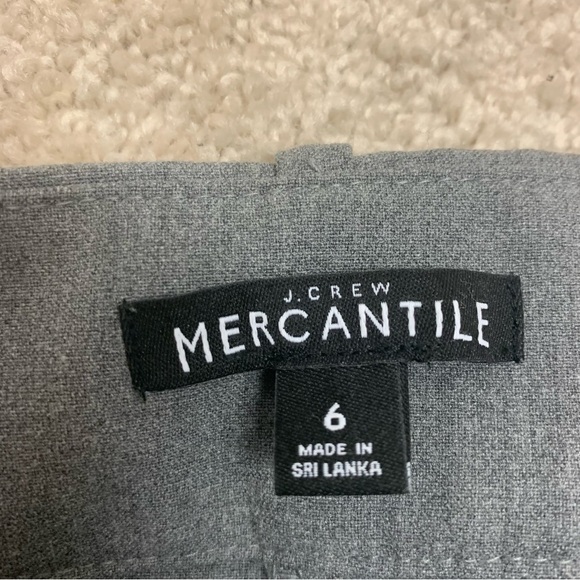 J.CREW
MERCANTILE
6
MADE IN
SRI LANKA